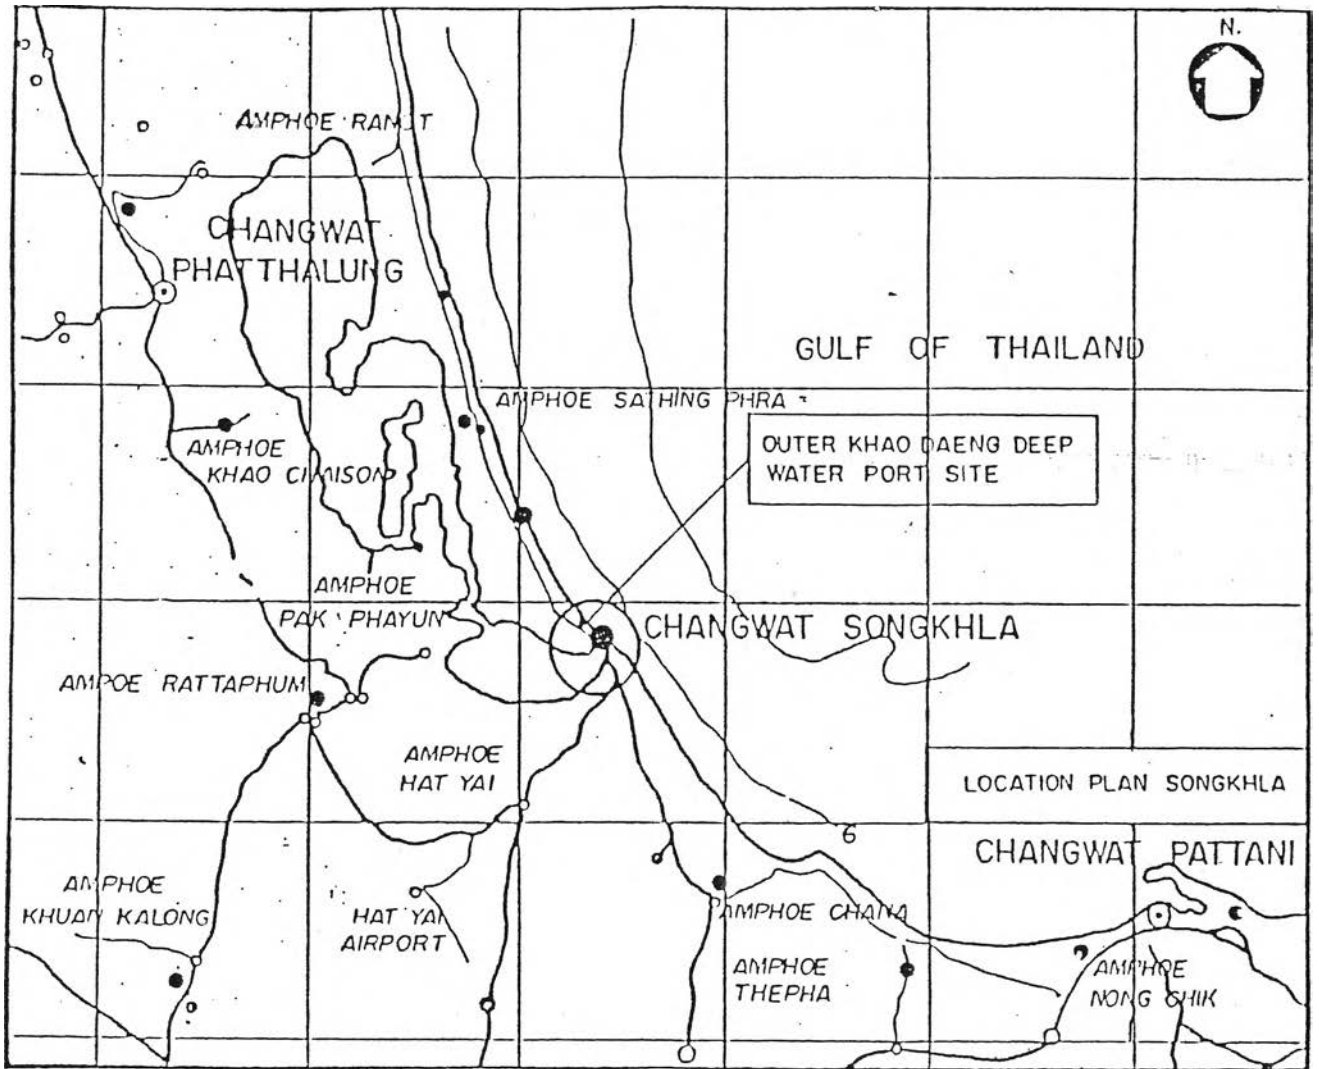 N.
AMPHOE RANOT
CHANGWAT
PHATTHALUNG
GULF OF THAILAND
AMPHOE SATHING PHRA
OUTER KHAO DAENG DEEP
WATER PORT SITE
AMPHOE
KHAO CHAISON
AMPHOE
PAK PHAYUN
CHANGWAT SONGKHLA
AMPOE RATTAPHUM
AMPHOE
HAT YAI
LOCATION PLAN SONGKHLA
6
CHANGWAT PATTANI
AMPHOE
KHUAN KALONG
HAT YAI
AIRPORT
AMPHOE CHANA
AMPHOE
THEPHA
AMPHOE
NONG CHIK